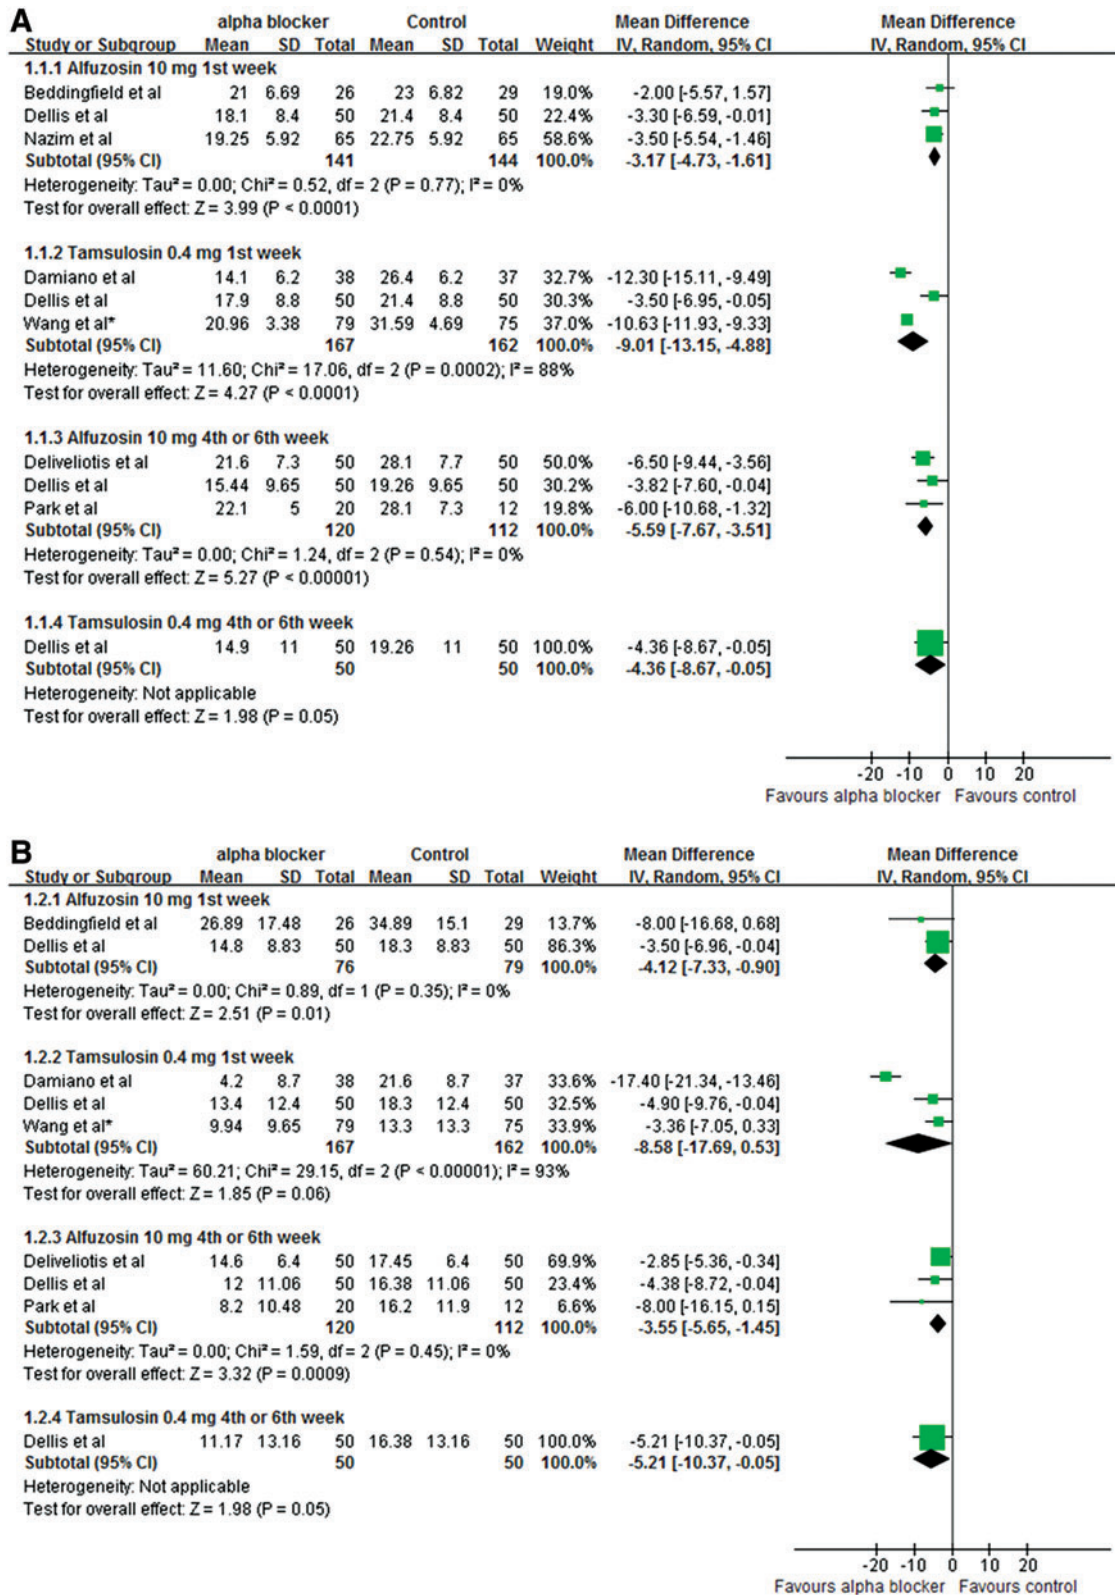 A
alpha blocker Control Mean Difference Mean Difference
Study or Subgroup Mean SD Total Mean SD Total Weight IV, Random, 95% CI IV, Random, 95% CI
1.1.1 Alfuzosin 10 mg 1st week
Beddingfield et al 21 6.69 26 23 6.82 29 19.0% -2.00 [-5.57, 1.57]
Dellis et al 18.1 8.4 50 21.4 8.4 50 22.4% -3.30 [-6.59, -0.01]
Nazim et al 19.25 5.92 65 22.75 5.92 65 58.6% -3.50 [-5.54, -1.46]
Subtotal (95% CI) 141 144 100.0% -3.17 [-4.73, -1.61]
Heterogeneity: Tau² = 0.00; Chi² = 0.52, df = 2 (P = 0.77); I² = 0%
Test for overall effect: Z = 3.99 (P < 0.0001)
1.1.2 Tamsulosin 0.4 mg 1st week
Damiano et al 14.1 6.2 38 26.4 6.2 37 32.7% -12.30 [-15.11, -9.49]
Dellis et al 17.9 8.8 50 21.4 8.8 50 30.3% -3.50 [-6.95, -0.05]
Wang et al* 20.96 3.38 79 31.59 4.69 75 37.0% -10.63 [-11.93, -9.33]
Subtotal (95% CI) 167 162 100.0% -9.01 [-13.15, -4.88]
Heterogeneity: Tau² = 11.60; Chi² = 17.06, df = 2 (P = 0.0002); I² = 88%
Test for overall effect: Z = 4.27 (P < 0.0001)
1.1.3 Alfuzosin 10 mg 4th or 6th week
Deliveliotis et al 21.6 7.3 50 28.1 7.7 50 50.0% -6.50 [-9.44, -3.56]
Dellis et al 15.44 9.65 50 19.26 9.65 50 30.2% -3.82 [-7.60, -0.04]
Park et al 22.1 5 20 28.1 7.3 12 19.8% -6.00 [-10.68, -1.32]
Subtotal (95% CI) 120 112 100.0% -5.59 [-7.67, -3.51]
Heterogeneity: Tau² = 0.00; Chi² = 1.24, df = 2 (P = 0.54); I² = 0%
Test for overall effect: Z = 5.27 (P < 0.00001)
1.1.4 Tamsulosin 0.4 mg 4th or 6th week
Dellis et al 14.9 11 50 19.26 11 50 100.0% -4.36 [-8.67, -0.05]
Subtotal (95% CI) 50 50 100.0% -4.36 [-8.67, -0.05]
Heterogeneity: Not applicable
Test for overall effect: Z = 1.98 (P = 0.05)
-20 -10 0 10 20
Favours alpha blocker Favours control
B
alpha blocker Control Mean Difference Mean Difference
Study or Subgroup Mean SD Total Mean SD Total Weight IV, Random, 95% CI IV, Random, 95% CI
1.2.1 Alfuzosin 10 mg 1st week
Beddingfield et al 26.89 17.48 26 34.89 15.1 29 13.7% -8.00 [-16.68, 0.68]
Dellis et al 14.8 8.83 50 18.3 8.83 50 86.3% -3.50 [-6.96, -0.04]
Subtotal (95% CI) 76 79 100.0% -4.12 [-7.33, -0.90]
Heterogeneity: Tau² = 0.00; Chi² = 0.89, df = 1 (P = 0.35); I² = 0%
Test for overall effect: Z = 2.51 (P = 0.01)
1.2.2 Tamsulosin 0.4 mg 1st week
Damiano et al 4.2 8.7 38 21.6 8.7 37 33.6% -17.40 [-21.34, -13.46]
Dellis et al 13.4 12.4 50 18.3 12.4 50 32.5% -4.90 [-9.76, -0.04]
Wang et al* 9.94 9.65 79 13.3 13.3 75 33.9% -3.36 [-7.05, 0.33]
Subtotal (95% CI) 167 162 100.0% -8.58 [-17.69, 0.53]
Heterogeneity: Tau² = 60.21; Chi² = 29.15, df = 2 (P < 0.00001); I² = 93%
Test for overall effect: Z = 1.85 (P = 0.06)
1.2.3 Alfuzosin 10 mg 4th or 6th week
Deliveliotis et al 14.6 6.4 50 17.45 6.4 50 69.9% -2.85 [-5.36, -0.34]
Dellis et al 12 11.06 50 16.38 11.06 50 23.4% -4.38 [-8.72, -0.04]
Park et al 8.2 10.48 20 16.2 11.9 12 6.6% -8.00 [-16.15, 0.15]
Subtotal (95% CI) 120 112 100.0% -3.55 [-5.65, -1.45]
Heterogeneity: Tau² = 0.00; Chi² = 1.59, df = 2 (P = 0.45); I² = 0%
Test for overall effect: Z = 3.32 (P = 0.0009)
1.2.4 Tamsulosin 0.4 mg 4th or 6th week
Dellis et al 11.17 13.16 50 16.38 13.16 50 100.0% -5.21 [-10.37, -0.05]
Subtotal (95% CI) 50 50 100.0% -5.21 [-10.37, -0.05]
Heterogeneity: Not applicable
Test for overall effect: Z = 1.98 (P = 0.05)
-20 -10 0 10 20
Favours alpha blocker Favours control